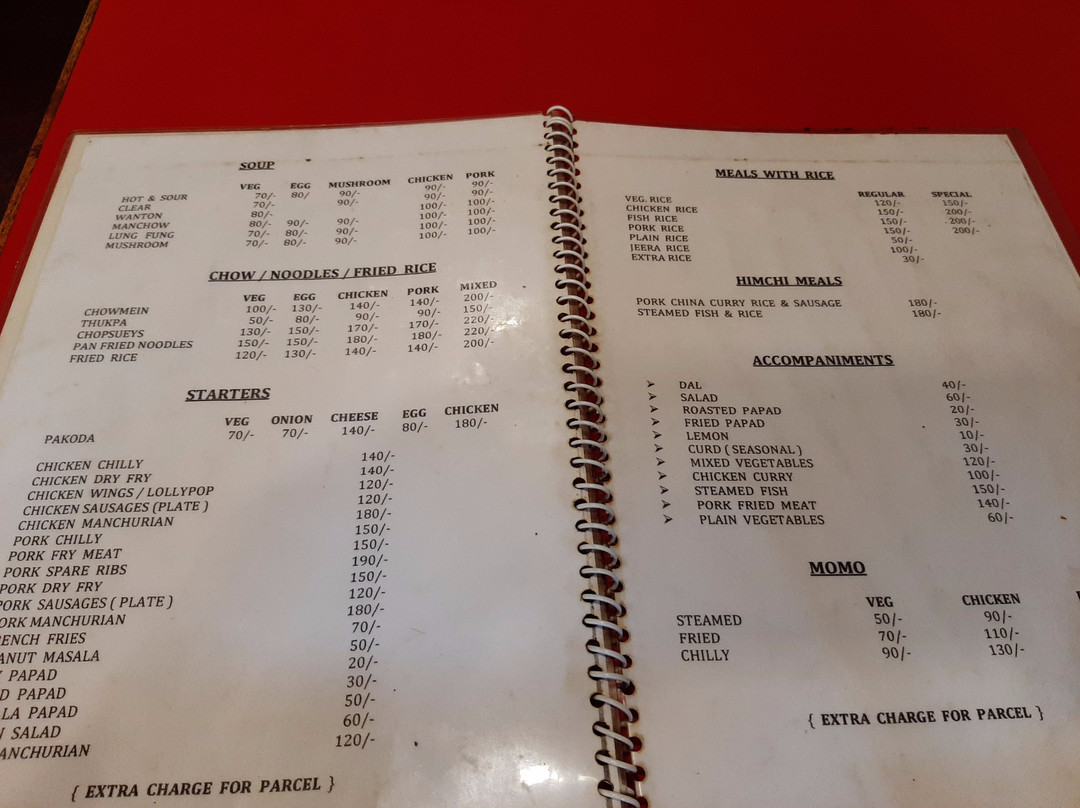 SOUP
VEG EGG MUSHROOM CHICKEN PORK
HOT & SOUR 70/- 80/ 90/- 90/- 90/-
CLEAR 70/- 90/- 90/- 90/-
WANTON 80/- 100/- 100/-
MANCHOW 80/- 90/- 90/- 100/- 100/-
LUNG FUNG 70/- 80/- 90/- 100/- 100/-
MUSHROOM 70/- 80/- 90/- 100/- 100/-
CHOW / NOODLES / FRIED RICE
VEG EGG CHICKEN PORK MIXED
CHOWMEIN 100/- 130/- 140/- 140/- 200/-
THUKPA 50/- 80/- 90/- 90/- 150/-
CHOPSUEYS 130/- 150/- 170/- 170/- 220/-
PAN FRIED NOODLES 150/- 150/- 180/- 180/- 220/-
FRIED RICE 120/- 130/- 140/- 140/- 200/-
STARTERS
VEG ONION CHEESE EGG CHICKEN
PAKODA 70/- 70/- 140/- 80/- 180/-
CHICKEN CHILLY 140/-
CHICKEN DRY FRY 140/-
CHICKEN WINGS / LOLLYPOP 120/-
CHICKEN SAUSAGES (PLATE ) 120/-
CHICKEN MANCHURIAN 180/-
PORK CHILLY 150/-
PORK FRY MEAT 150/-
PORK SPARE RIBS 190/-
PORK DRY FRY 150/-
PORK SAUSAGES ( PLATE ) 120/-
ORK MANCHURIAN 180/-
ENCH FRIES 70/-
ANUT MASALA 50/-
Y PAPAD 20/-
D PAPAD 30/-
LA PAPAD 50/-
N SALAD 60/-
ANCHURIAN 120/-
{ EXTRA CHARGE FOR PARCEL }
MEALS WITH RICE
REGULAR SPECIAL
VEG. RICE 120/- 150/-
CHICKEN RICE 150/- 200/-
FISH RICE 150/- 200/-
PORK RICE 150/- 200/-
PLAIN RICE 50/-
JEERA RICE 100/-
EXTRA RICE 30/-
HIMCHI MEALS
PORK CHINA CURRY RICE & SAUSAGE 180/-
STEAMED FISH & RICE 180/-
ACCOMPANIMENTS
➤ DAL 40/-
➤ SALAD 60/-
➤ ROASTED PAPAD 20/-
➤ FRIED PAPAD 30/-
➤ LEMON 10/-
➤ CURD ( SEASONAL ) 30/-
➤ MIXED VEGETABLES 120/-
➤ CHICKEN CURRY 100/-
➤ STEAMED FISH 150/-
➤ PORK FRIED MEAT 140/-
➤ PLAIN VEGETABLES 60/-
MOMO
VEG CHICKEN
STEAMED 50/- 90/-
FRIED 70/- 110/-
CHILLY 90/- 130/-
{ EXTRA CHARGE FOR PARCEL }